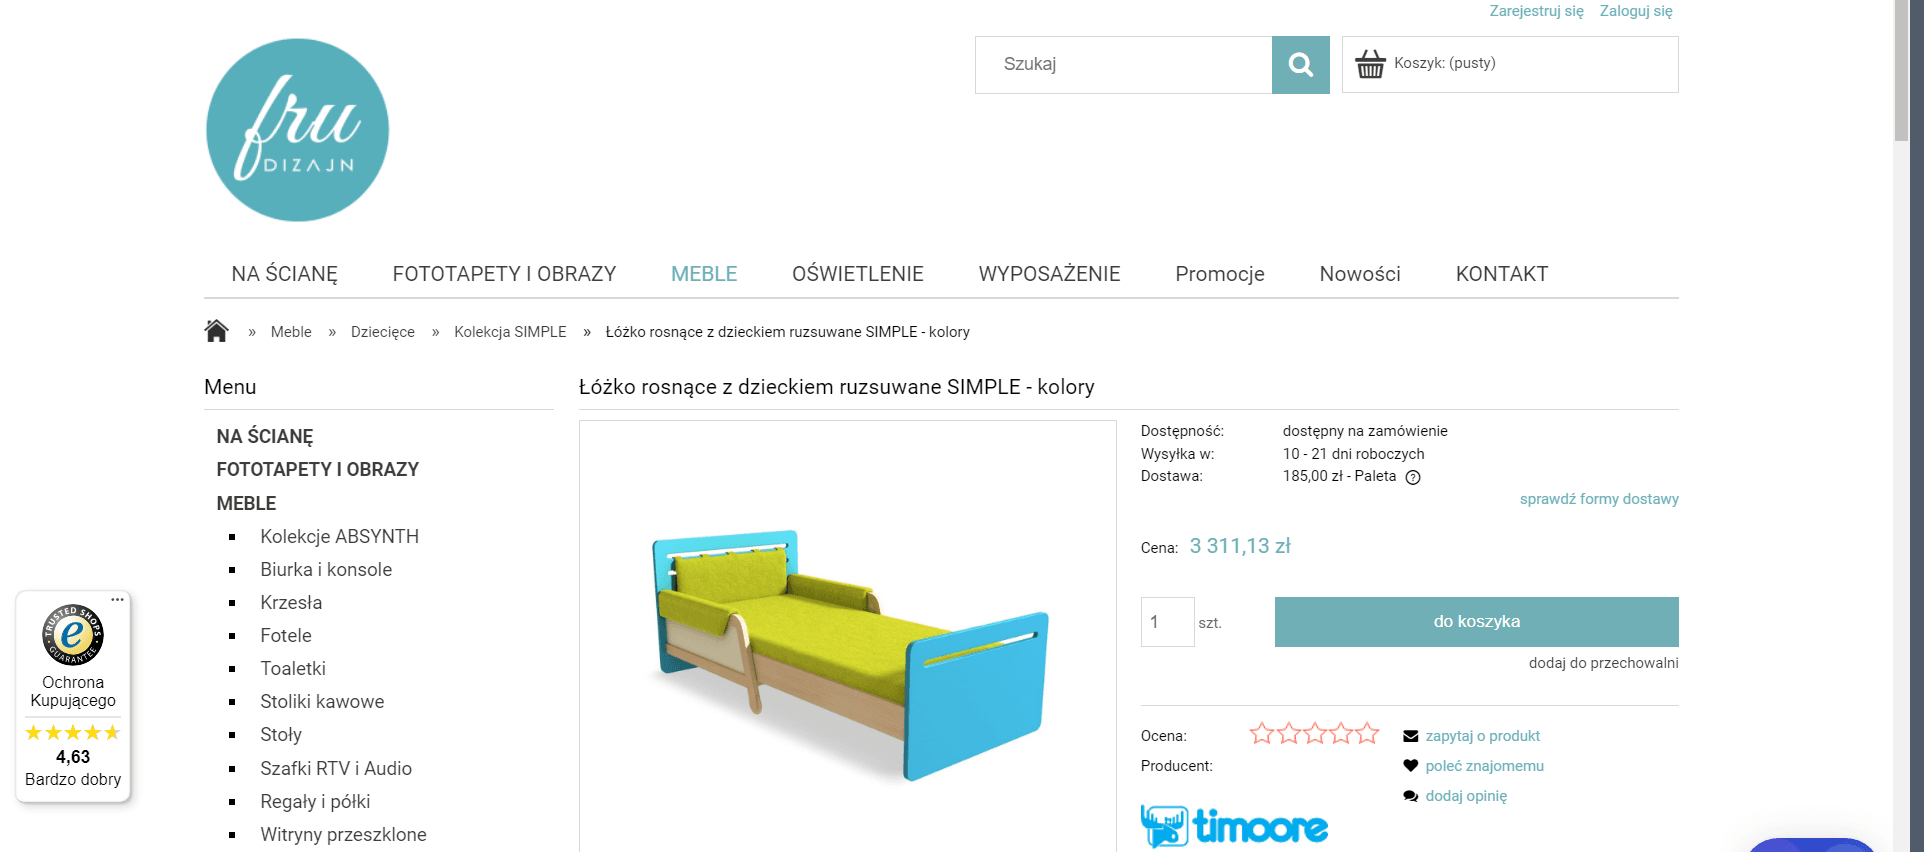 Zarejestruj się Zaloguj się
fru
DIZAJN
Szukaj
Koszyk: (pusty)
NA ŚCIANĘ FOTOTAPETY I OBRAZY MEBLE OŚWIETLENIE WYPOSAŻENIE Promocje Nowości KONTAKT
» Meble » Dziecięce » Kolekcja SIMPLE » Łóżko rosnące z dzieckiem ruzsuwane SIMPLE - kolory
Menu
NA ŚCIANĘ
FOTOTAPETY I OBRAZY
MEBLE
Kolekcje ABSYNTH
Biurka i konsole
Krzesła
Fotele
Toaletki
Stoliki kawowe
Stoły
Szafki RTV i Audio
Regały i półki
Witryny przeszklone
Łóżko rosnące z dzieckiem ruzsuwane SIMPLE - kolory
Dostępność: dostępny na zamówienie
Wysyłka w: 10 - 21 dni roboczych
Dostawa: 185,00 zł - Paleta ?
sprawdź formy dostawy
Cena: 3 311,13 zł
1 szt. do koszyka
dodaj do przechowalni
Ocena:
Producent:
timoore
zapytaj o produkt
poleć znajomemu
dodaj opinię
TRUSTED SHOPS
e
GUARANTEE
Ochrona
Kupującego
4,63
Bardzo dobry